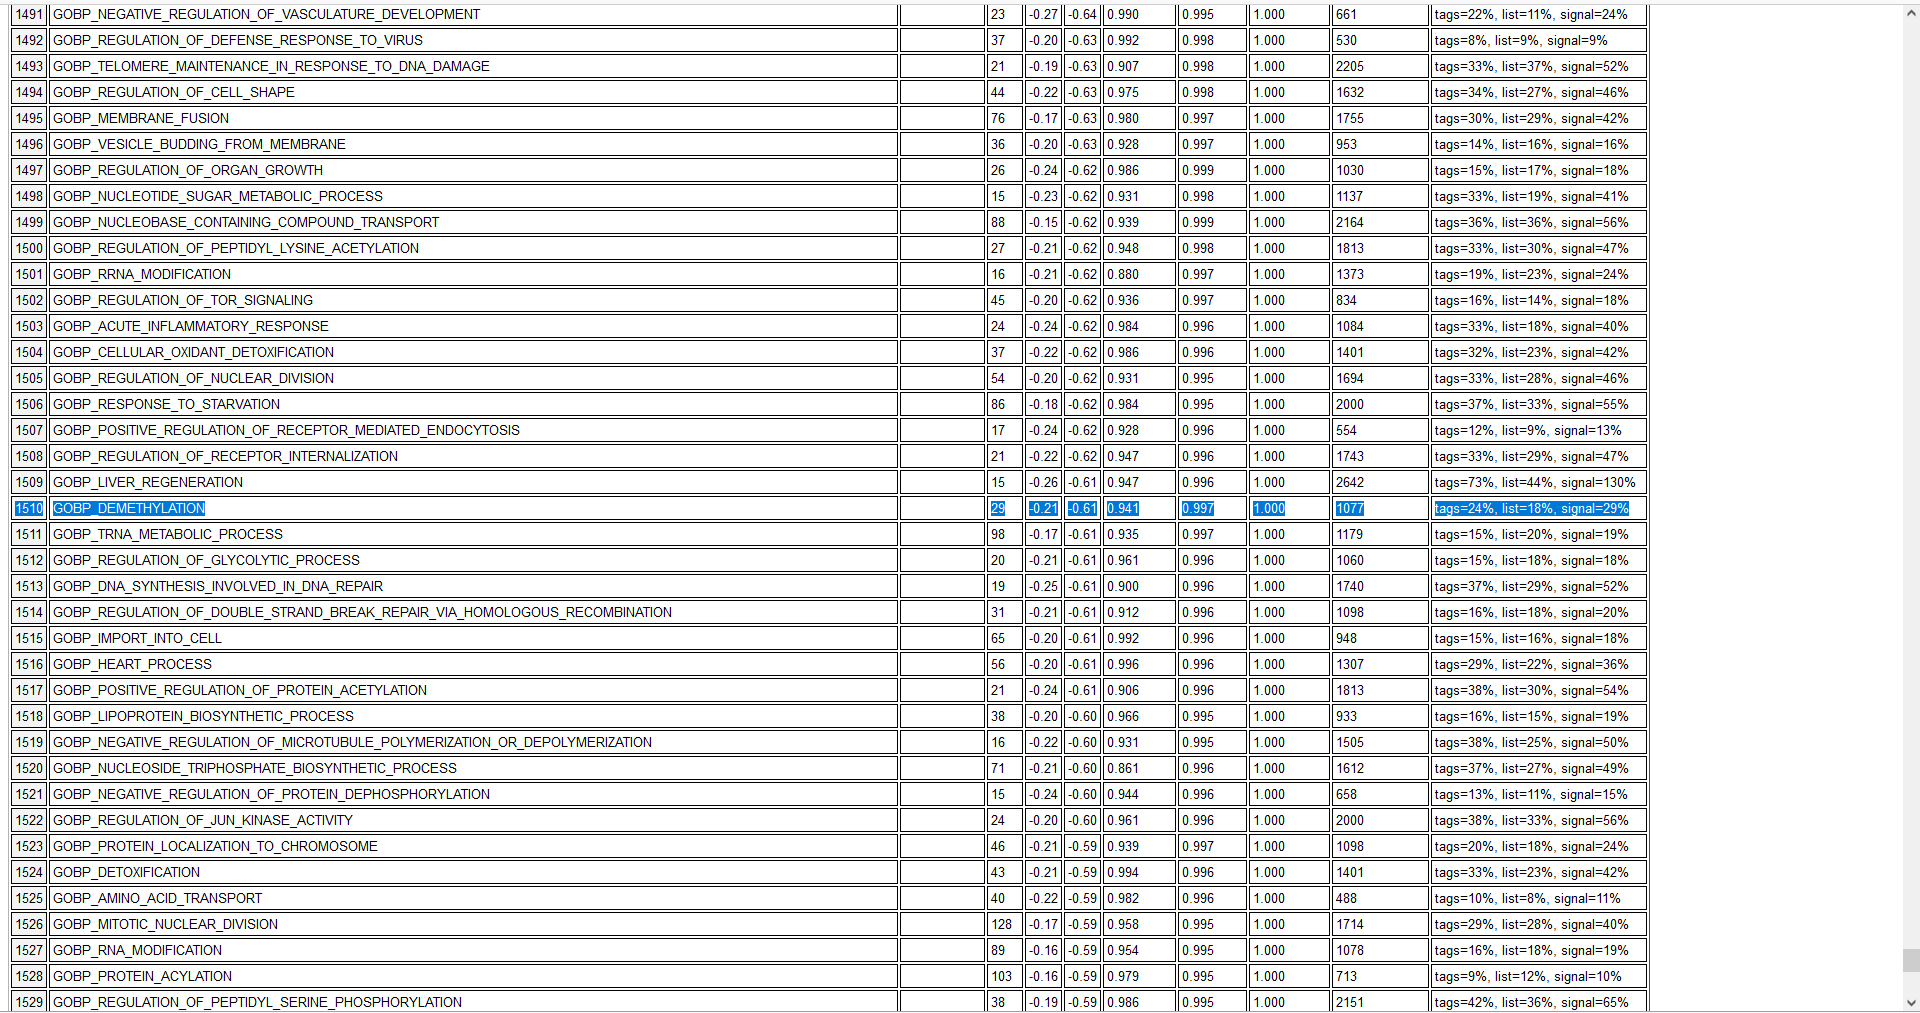 1491 GOBP_NEGATIVE_REGULATION_OF_VASCULATURE_DEVELOPMENT 23 -0.27 -0.64 0.990 0.995 1.000 661 tags=22%, list=11%, signal=24%
1492 GOBP_REGULATION_OF_DEFENSE_RESPONSE_TO_VIRUS 37 -0.20 -0.63 0.992 0.998 1.000 530 tags=8%, list=9%, signal=9%
1493 GOBP_TELOMERE_MAINTENANCE_IN_RESPONSE_TO_DNA_DAMAGE 21 -0.19 -0.63 0.907 0.998 1.000 2205 tags=33%, list=37%, signal=52%
1494 GOBP_REGULATION_OF_CELL_SHAPE 44 -0.22 -0.63 0.975 0.998 1.000 1632 tags=34%, list=27%, signal=46%
1495 GOBP_MEMBRANE_FUSION 76 -0.17 -0.63 0.980 0.997 1.000 1755 tags=30%, list=29%, signal=42%
1496 GOBP_VESICLE_BUDDING_FROM_MEMBRANE 36 -0.20 -0.63 0.928 0.997 1.000 953 tags=14%, list=16%, signal=16%
1497 GOBP_REGULATION_OF_ORGAN_GROWTH 26 -0.24 -0.62 0.986 0.999 1.000 1030 tags=15%, list=17%, signal=18%
1498 GOBP_NUCLEOTIDE_SUGAR_METABOLIC_PROCESS 15 -0.23 -0.62 0.931 0.998 1.000 1137 tags=33%, list=19%, signal=41%
1499 GOBP_NUCLEOBASE_CONTAINING_COMPOUND_TRANSPORT 88 -0.15 -0.62 0.939 0.999 1.000 2164 tags=36%, list=36%, signal=56%
1500 GOBP_REGULATION_OF_PEPTIDYL_LYSINE_ACETYLATION 27 -0.21 -0.62 0.948 0.998 1.000 1813 tags=33%, list=30%, signal=47%
1501 GOBP_RRNA_MODIFICATION 16 -0.21 -0.62 0.880 0.997 1.000 1373 tags=19%, list=23%, signal=24%
1502 GOBP_REGULATION_OF_TOR_SIGNALING 45 -0.20 -0.62 0.936 0.997 1.000 834 tags=16%, list=14%, signal=18%
1503 GOBP_ACUTE_INFLAMMATORY_RESPONSE 24 -0.24 -0.62 0.984 0.996 1.000 1084 tags=33%, list=18%, signal=40%
1504 GOBP_CELLULAR_OXIDANT_DETOXIFICATION 37 -0.22 -0.62 0.986 0.996 1.000 1401 tags=32%, list=23%, signal=42%
1505 GOBP_REGULATION_OF_NUCLEAR_DIVISION 54 -0.20 -0.62 0.931 0.995 1.000 1694 tags=33%, list=28%, signal=46%
1506 GOBP_RESPONSE_TO_STARVATION 86 -0.18 -0.62 0.984 0.995 1.000 2000 tags=37%, list=33%, signal=55%
1507 GOBP_POSITIVE_REGULATION_OF_RECEPTOR_MEDIATED_ENDOCYTOSIS 17 -0.24 -0.62 0.928 0.996 1.000 554 tags=12%, list=9%, signal=13%
1508 GOBP_REGULATION_OF_RECEPTOR_INTERNALIZATION 21 -0.22 -0.62 0.947 0.996 1.000 1743 tags=33%, list=29%, signal=47%
1509 GOBP_LIVER_REGENERATION 15 -0.26 -0.61 0.947 0.996 1.000 2642 tags=73%, list=44%, signal=130%
1510 GOBP_DEMETHYLATION 29 -0.21 -0.61 0.941 0.997 1.000 1077 tags=24%, list=18%, signal=29%
1511 GOBP_TRNA_METABOLIC_PROCESS 98 -0.17 -0.61 0.935 0.997 1.000 1179 tags=15%, list=20%, signal=19%
1512 GOBP_REGULATION_OF_GLYCOLYTIC_PROCESS 20 -0.21 -0.61 0.961 0.996 1.000 1060 tags=15%, list=18%, signal=18%
1513 GOBP_DNA_SYNTHESIS_INVOLVED_IN_DNA_REPAIR 19 -0.25 -0.61 0.900 0.996 1.000 1740 tags=37%, list=29%, signal=52%
1514 GOBP_REGULATION_OF_DOUBLE_STRAND_BREAK_REPAIR_VIA_HOMOLOGOUS_RECOMBINATION 31 -0.21 -0.61 0.912 0.996 1.000 1098 tags=16%, list=18%, signal=20%
1515 GOBP_IMPORT_INTO_CELL 65 -0.20 -0.61 0.992 0.996 1.000 948 tags=15%, list=16%, signal=18%
1516 GOBP_HEART_PROCESS 56 -0.20 -0.61 0.996 0.996 1.000 1307 tags=29%, list=22%, signal=36%
1517 GOBP_POSITIVE_REGULATION_OF_PROTEIN_ACETYLATION 21 -0.24 -0.61 0.906 0.996 1.000 1813 tags=38%, list=30%, signal=54%
1518 GOBP_LIPOPROTEIN_BIOSYNTHETIC_PROCESS 38 -0.20 -0.60 0.966 0.995 1.000 933 tags=16%, list=15%, signal=19%
1519 GOBP_NEGATIVE_REGULATION_OF_MICROTUBULE_POLYMERIZATION_OR_DEPOLYMERIZATION 16 -0.22 -0.60 0.931 0.995 1.000 1505 tags=38%, list=25%, signal=50%
1520 GOBP_NUCLEOSIDE_TRIPHOSPHATE_BIOSYNTHETIC_PROCESS 71 -0.21 -0.60 0.861 0.996 1.000 1612 tags=37%, list=27%, signal=49%
1521 GOBP_NEGATIVE_REGULATION_OF_PROTEIN_DEPHOSPHORYLATION 15 -0.24 -0.60 0.944 0.996 1.000 658 tags=13%, list=11%, signal=15%
1522 GOBP_REGULATION_OF_JUN_KINASE_ACTIVITY 24 -0.20 -0.60 0.961 0.996 1.000 2000 tags=38%, list=33%, signal=56%
1523 GOBP_PROTEIN_LOCALIZATION_TO_CHROMOSOME 46 -0.21 -0.59 0.939 0.997 1.000 1098 tags=20%, list=18%, signal=24%
1524 GOBP_DETOXIFICATION 43 -0.21 -0.59 0.994 0.996 1.000 1401 tags=33%, list=23%, signal=42%
1525 GOBP_AMINO_ACID_TRANSPORT 40 -0.22 -0.59 0.982 0.996 1.000 488 tags=10%, list=8%, signal=11%
1526 GOBP_MITOTIC_NUCLEAR_DIVISION 128 -0.17 -0.59 0.958 0.995 1.000 1714 tags=29%, list=28%, signal=40%
1527 GOBP_RNA_MODIFICATION 89 -0.16 -0.59 0.954 0.995 1.000 1078 tags=16%, list=18%, signal=19%
1528 GOBP_PROTEIN_ACYLATION 103 -0.16 -0.59 0.979 0.995 1.000 713 tags=9%, list=12%, signal=10%
1529 GOBP_REGULATION_OF_PEPTIDYL_SERINE_PHOSPHORYLATION 38 -0.19 -0.59 0.986 0.995 1.000 2151 tags=42%, list=36%, signal=65%